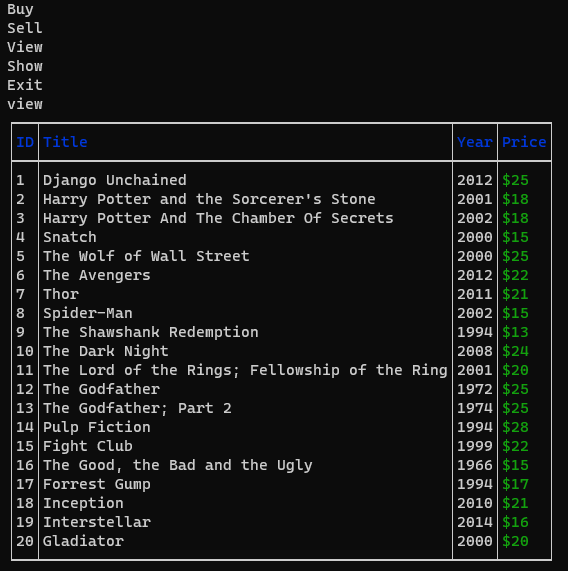 Buy
Sell
View
Show
Exit
view
ID Title Year Price
1 Django Unchained 2012 $25
2 Harry Potter and the Sorcerer's Stone 2001 $18
3 Harry Potter And The Chamber Of Secrets 2002 $18
4 Snatch 2000 $15
5 The Wolf of Wall Street 2000 $25
6 The Avengers 2012 $22
7 Thor 2011 $21
8 Spider-Man 2002 $15
9 The Shawshank Redemption 1994 $13
10 The Dark Night 2008 $24
11 The Lord of the Rings; Fellowship of the Ring 2001 $20
12 The Godfather 1972 $25
13 The Godfather; Part 2 1974 $25
14 Pulp Fiction 1994 $28
15 Fight Club 1999 $22
16 The Good, the Bad and the Ugly 1966 $15
17 Forrest Gump 1994 $17
18 Inception 2010 $21
19 Interstellar 2014 $16
20 Gladiator 2000 $20